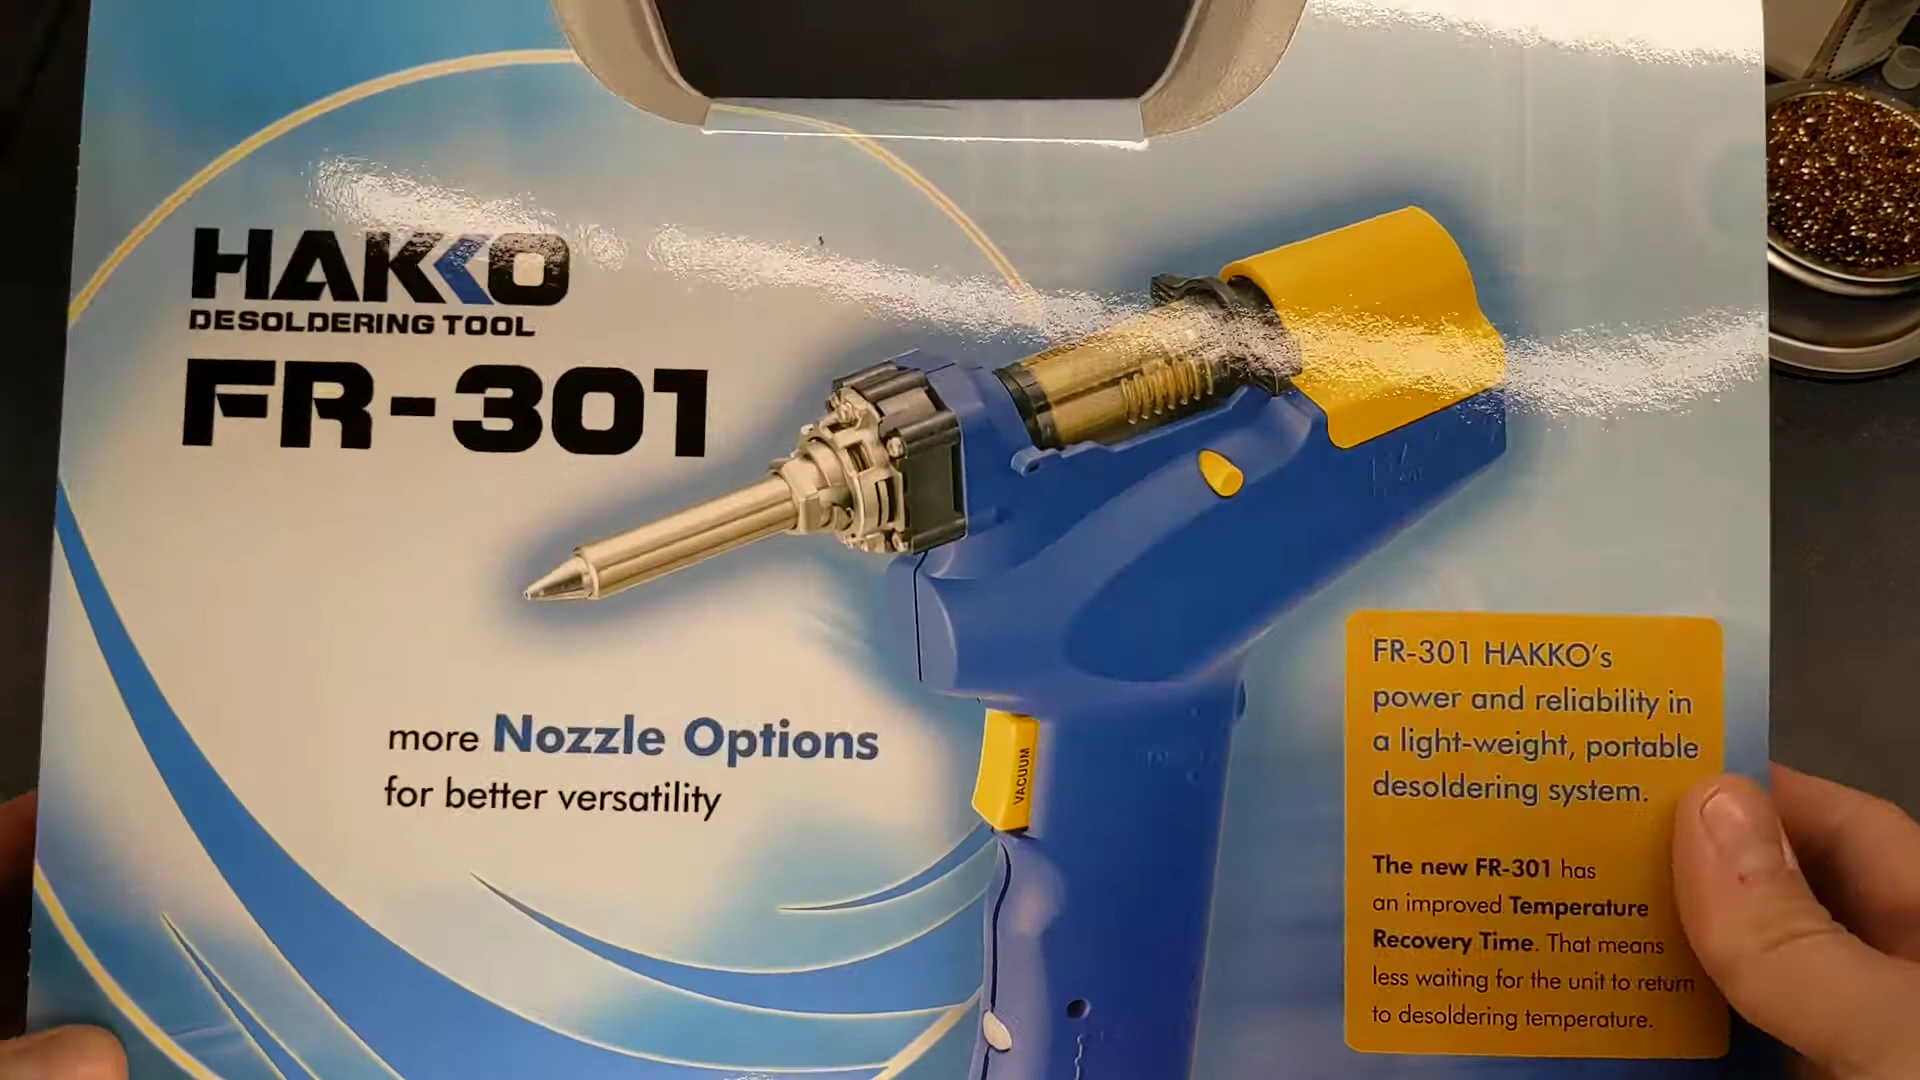 HAKKO
DESOLDERING TOOL
FR-301
more Nozzle Options
for better versatility
VACUUM
FR-301 HAKKO's
power and reliability in
a light-weight, portable
desoldering system.
The new FR-301 has
an improved Temperature
Recovery Time. That means
less waiting for the unit to return
to desoldering temperature.